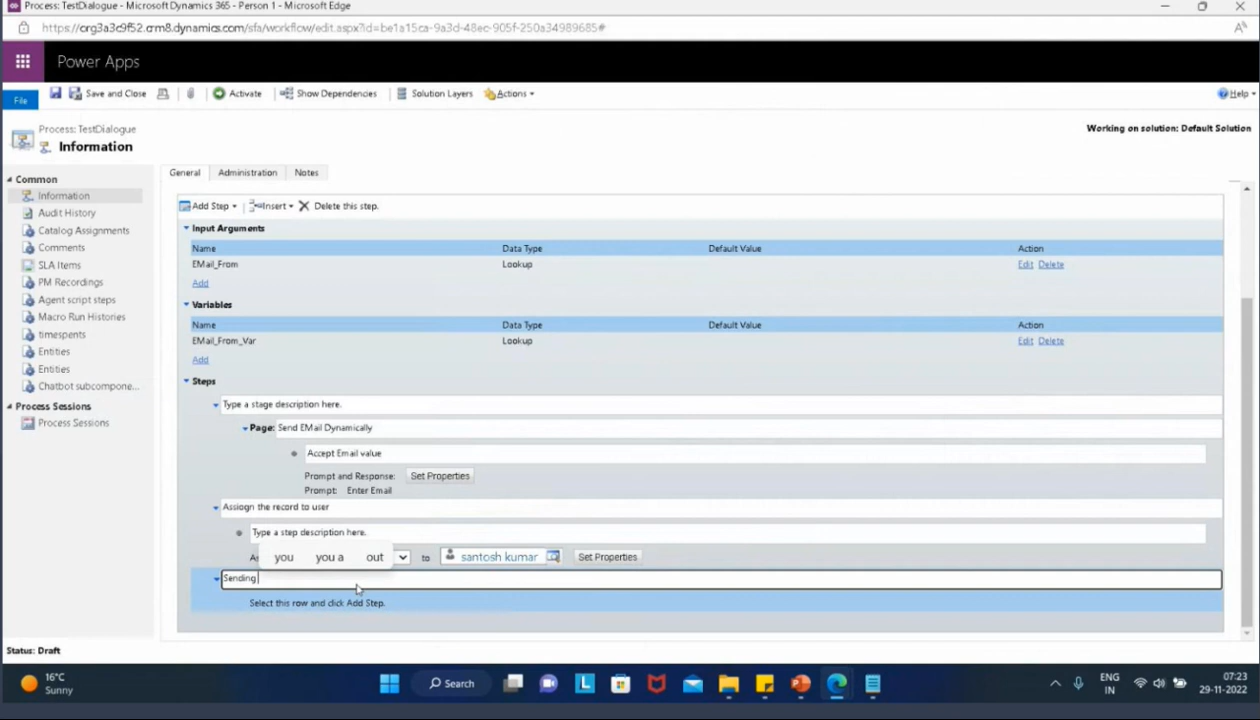 Process: TestDialogue - Microsoft Dynamics 365 - Person 1 - Microsoft Edge
https://org3a3c9f52.crm8.dynamics.com/sfa/workflow/edit.aspx?id=be1a15ca-9a3d-48ec-905f-250a34989685#
Power Apps
File Save and Close Activate Show Dependencies Solution Layers Actions Help
Process: TestDialogue
Information
Working on solution: Default Solution
Common
Information
Audit History
Catalog Assignments
Comments
SLA Items
PM Recordings
Agent script steps
Macro Run Histories
timespents
Entities
Entities
Chatbot subcompone...
Process Sessions
Process Sessions
General Administration Notes
Add Step Insert Delete this step.
Input Arguments
Name Data Type Default Value Action
EMail_From Lookup Edit Delete
Add
Variables
Name Data Type Default Value Action
EMail_From_Var Lookup Edit Delete
Add
Steps
Type a stage description here.
Page: Send EMail Dynamically
Accept Email value
Prompt and Response: Set Properties
Prompt: Enter Email
Assiogn the record to user
Type a step description here.
As you you a out to santosh kumar Set Properties
Sending
Select this row and click Add Step.
Status: Draft
16°C
Sunny
Search
ENG
IN
07:23
29-11-2022